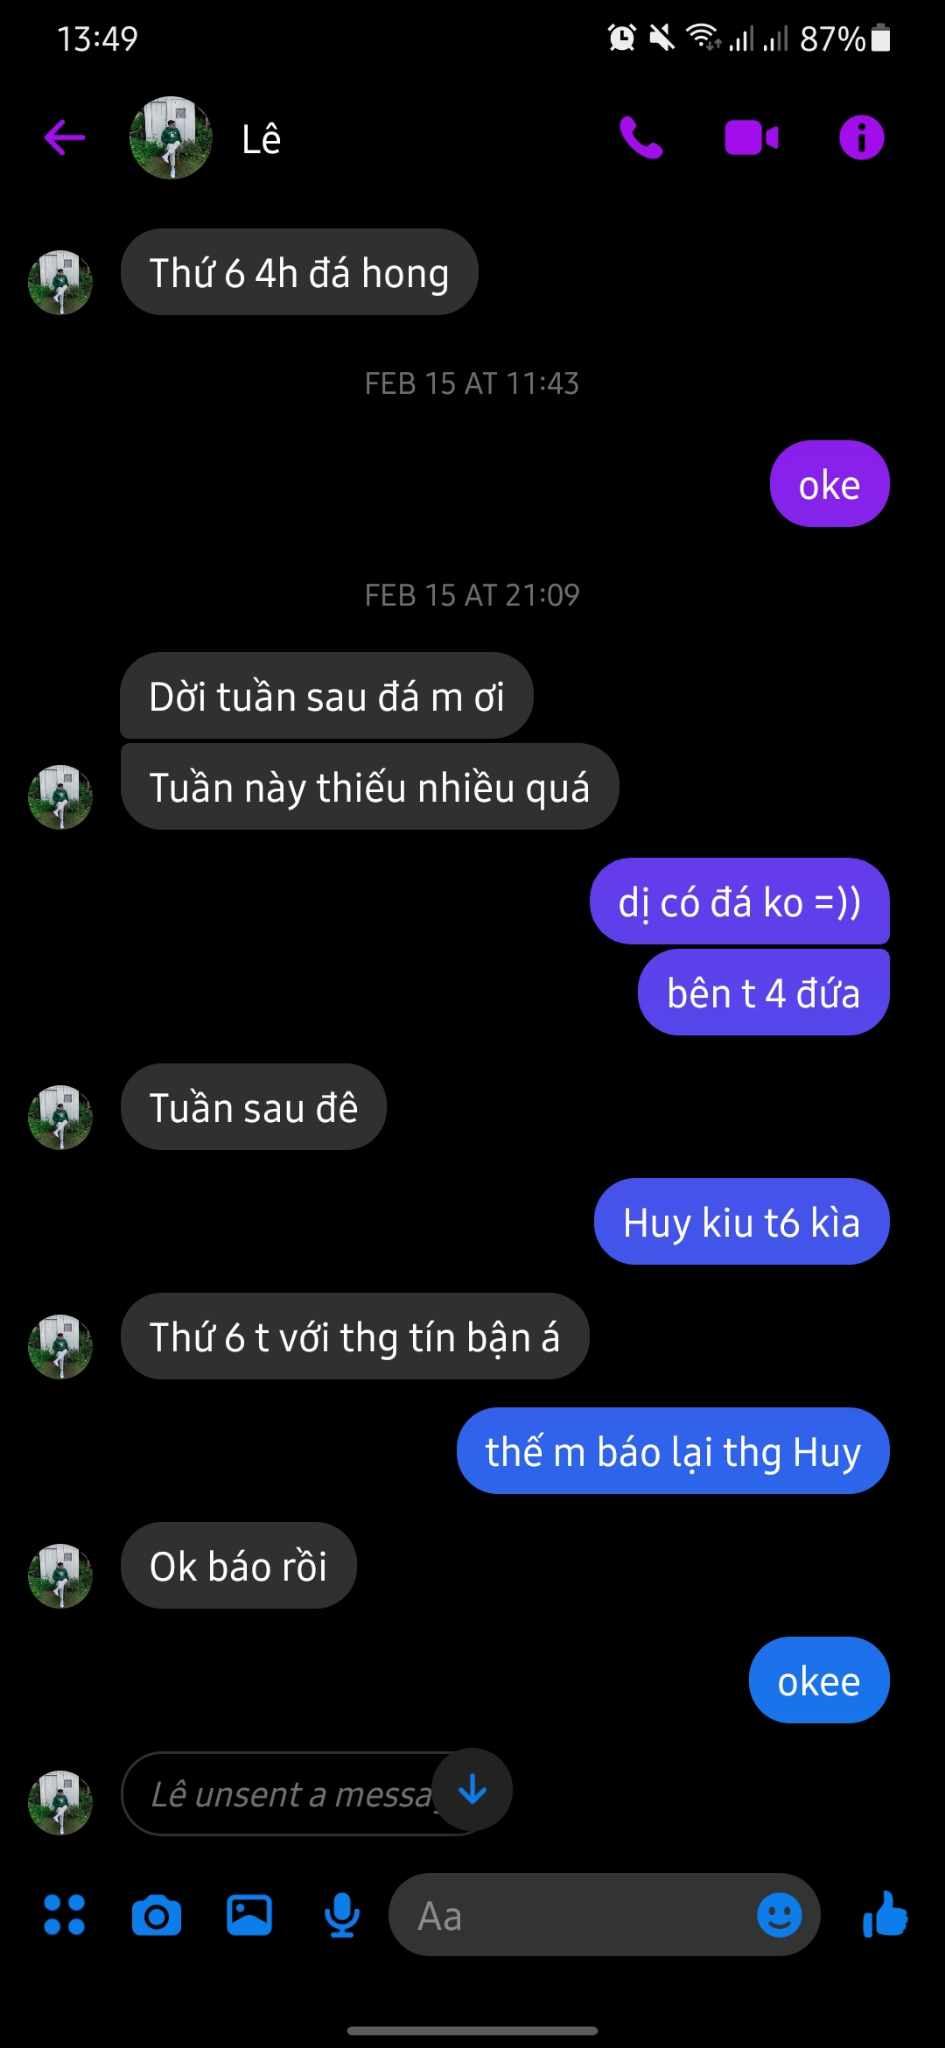 13:49
87%
Lê
Thứ 6 4h đá hong
FEB 15 AT 11:43
oke
FEB 15 AT 21:09
Dời tuần sau đá m ơi
Tuần này thiếu nhiều quá
dị có đá ko =))
bên t 4 đứa
Tuần sau đê
Huy kiu t6 kìa
Thứ 6 t với thg tín bận á
thế m báo lại thg Huy
Ok báo rồi
okee
Lê unsent a messa
Aa